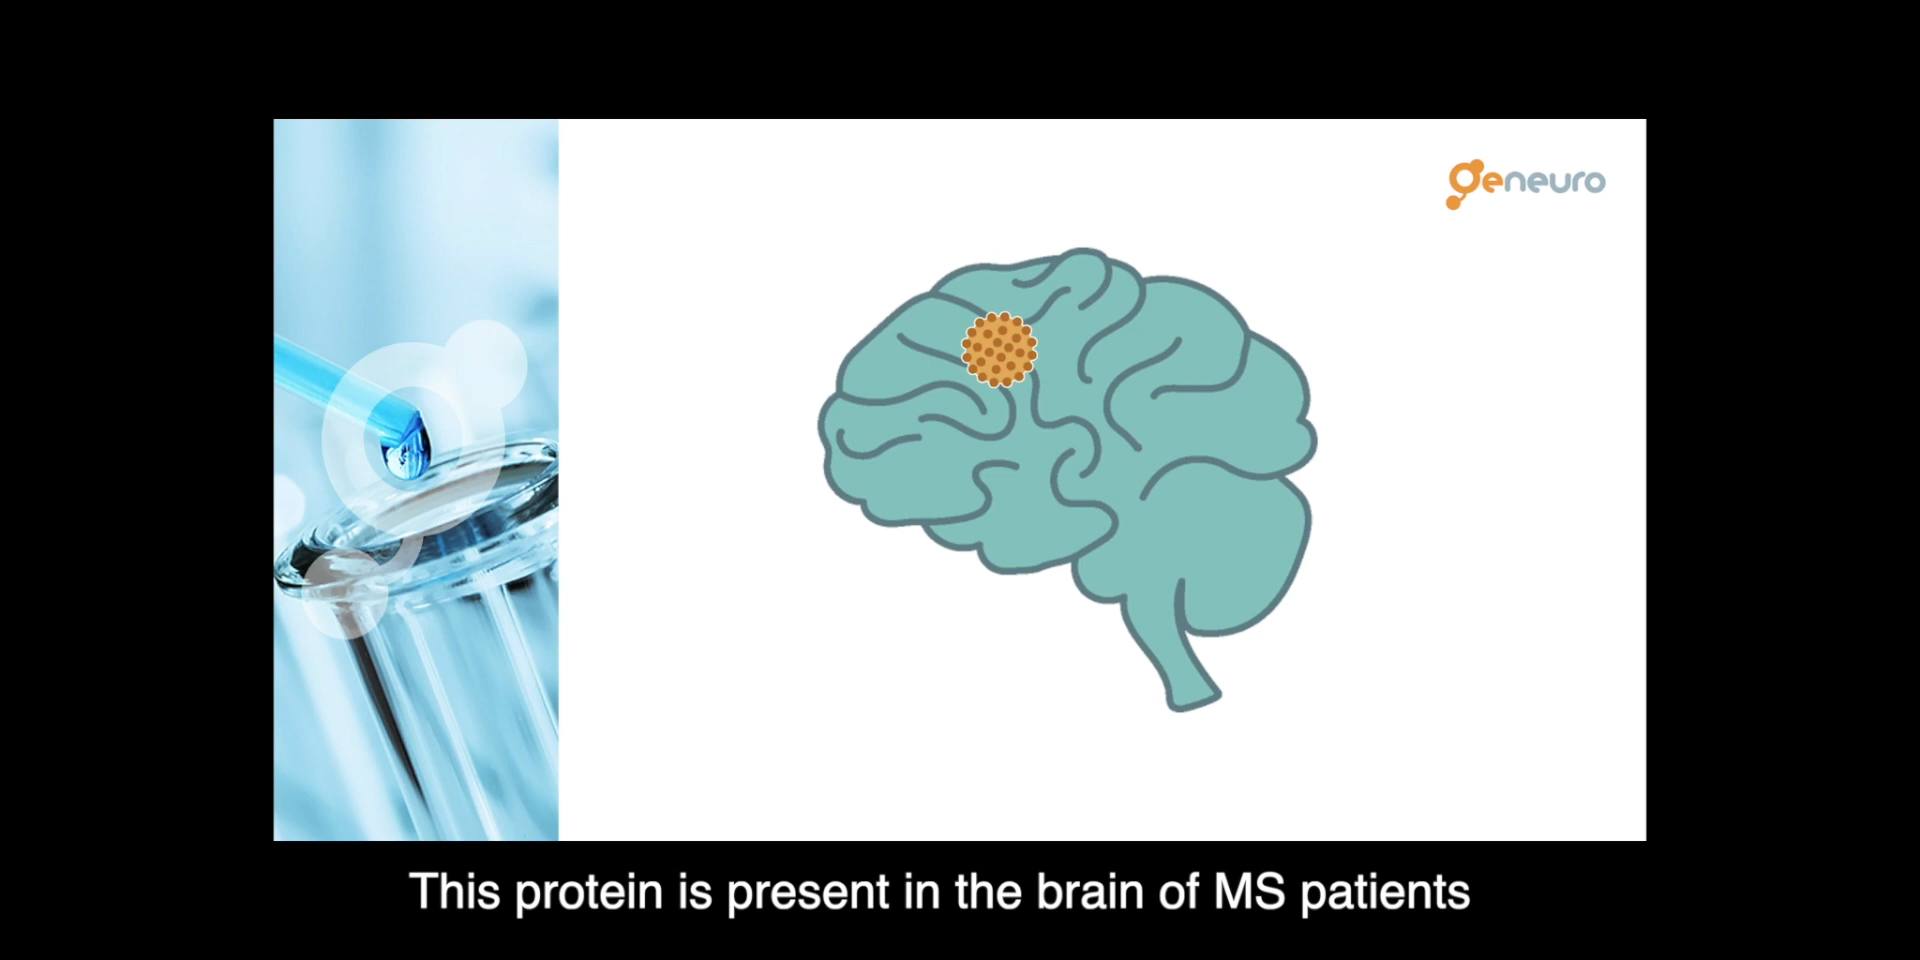 geneuro
This protein is present in the brain of MS patients